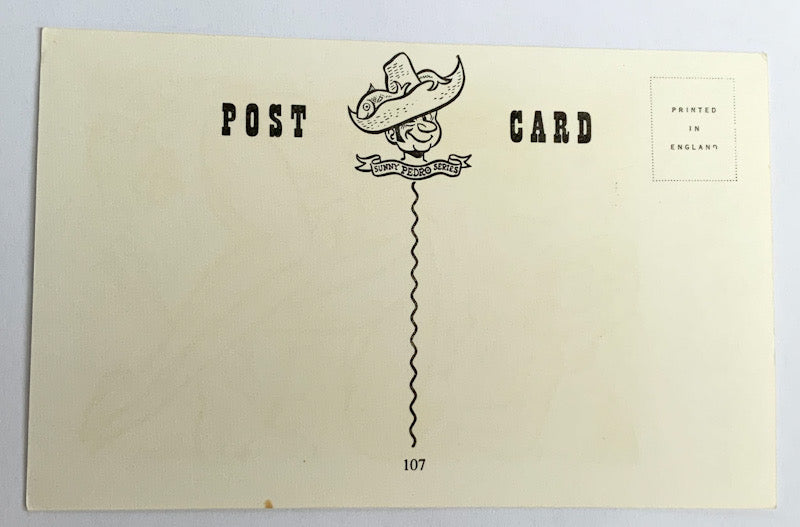 POST CARD
SUNNY PEDRO SERIES
PRINTED
IN
ENGLAND
107